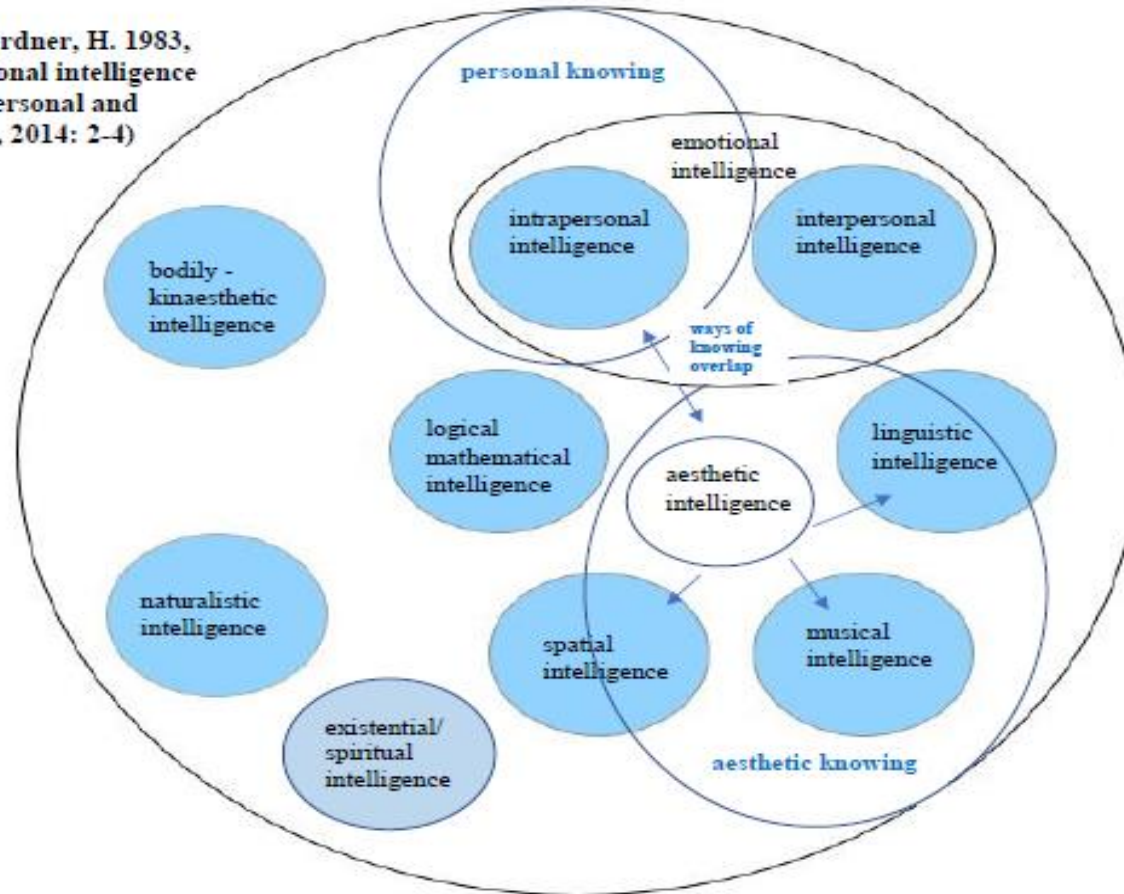 rdner, H. 1983,
onal intelligence
ersonal and
, 2014: 2-4)
personal knowing
emotional
intelligence
intrapersonal
intelligence
interpersonal
intelligence
bodily -
kinaesthetic
intelligence
ways of
knowing
overlap
logical
mathematical
intelligence
aesthetic
intelligence
linguistic
intelligence
naturalistic
intelligence
spatial
intelligence
musical
intelligence
existential/
spiritual
intelligence
aesthetic knowing